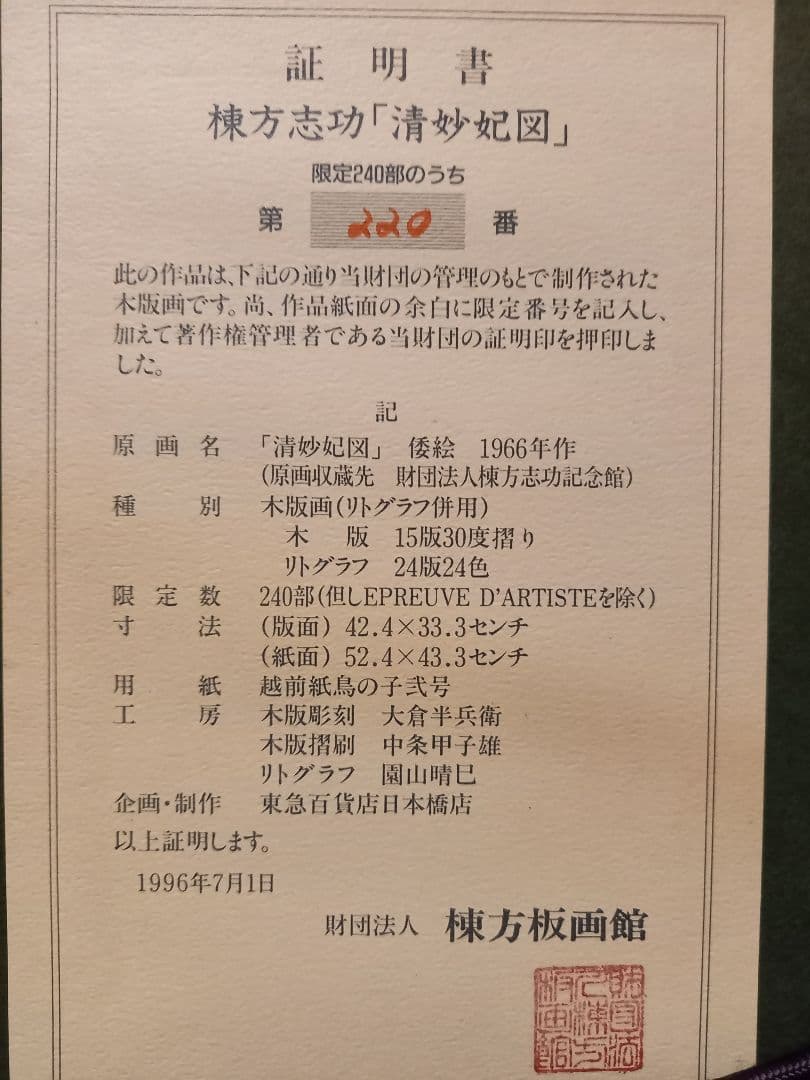 証明書
棟方志功「清妙妃図」
限定240部のうち
第 220 番
此の作品は、下記の通り当財団の管理のもとで制作された
木版画です。尚、作品紙面の余白に限定番号を記入し、
加えて著作権管理者である当財団の証明印を押印しま
した。
記
原画名 「清妙妃図」 倭絵 1966年作
(原画収蔵先 財団法人棟方志功記念館)
種別 木版画(リトグラフ併用)
木版 15版30度摺り
リトグラフ 24版24色
限定数 240部(但しEPREUVE D'ARTISTEを除く)
寸法 (版面) 42.4×33.3センチ
(紙面) 52.4×43.3センチ
用紙 越前紙鳥の子弐号
工房 木版彫刻 大倉半兵衛
木版摺刷 中条甲子雄
リトグラフ 園山晴巳
企画・制作 東急百貨店日本橋店
以上証明します。
1996年7月1日
財団法人 棟方板画館
財団法人棟方板画館